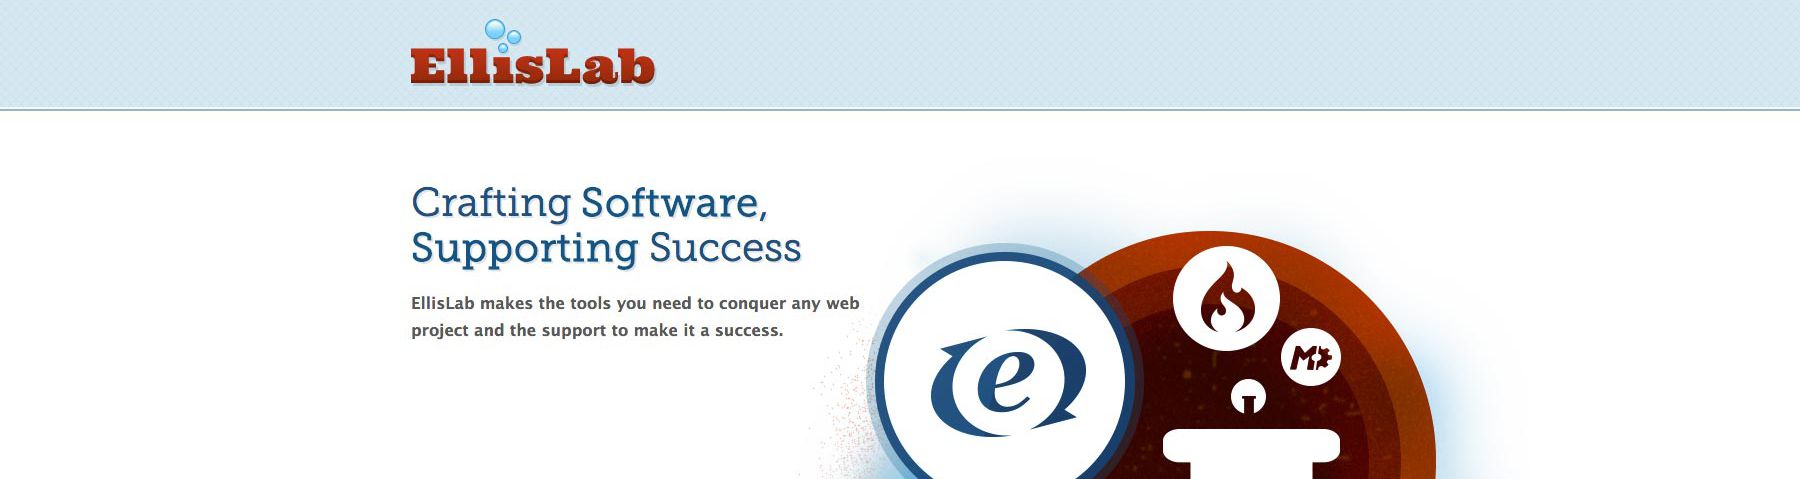 EllisLab
Crafting Software,
Supporting Success
EllisLab makes the tools you need to conquer any web
project and the support to make it a success.
e
M